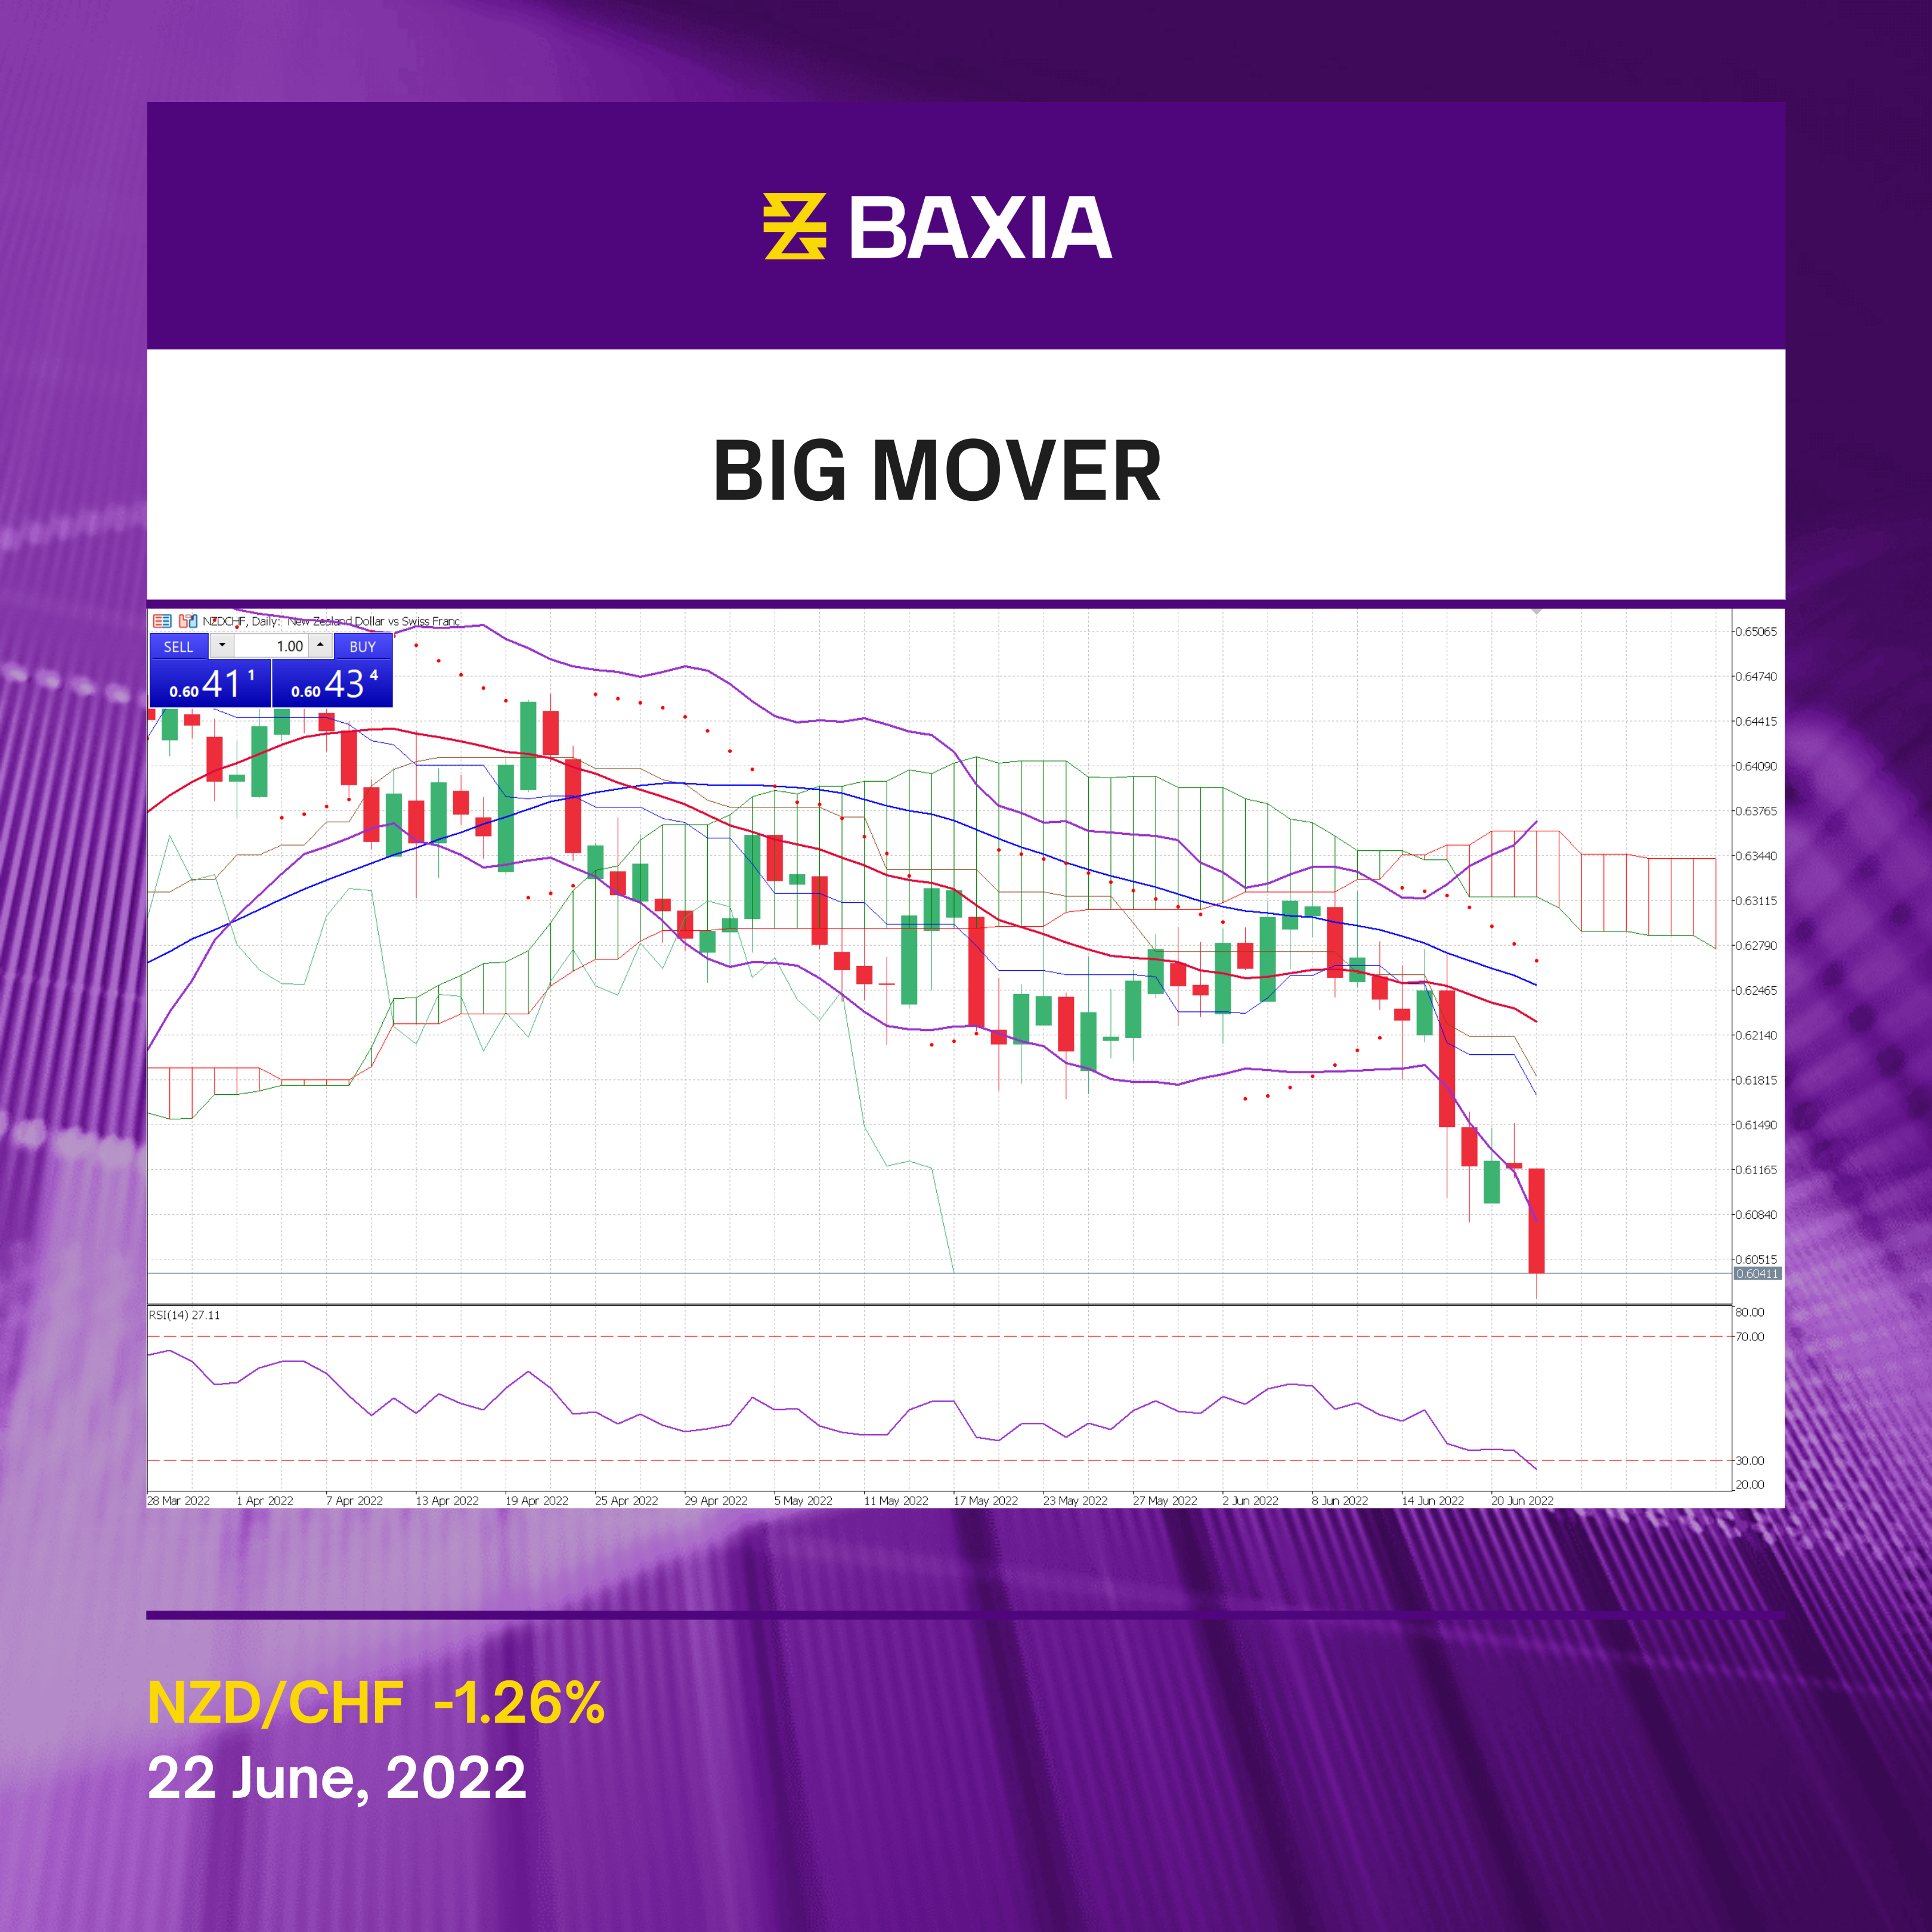 BAXIA
BIG MOVER
NZDCHF, Daily: New Zealand Dollar vs Swiss Franc
SELL 1.00 BUY
0.60 41 1 0.60 43 4
0.65065
0.64740
0.64415
0.64090
0.63765
0.63440
0.63115
0.62790
0.62465
0.62140
0.61815
0.61490
0.61165
0.60840
0.60515
0.60411
RSI(14) 27.11
80.00
70.00
30.00
20.00
28 Mar 2022 1 Apr 2022 7 Apr 2022 13 Apr 2022 19 Apr 2022 25 Apr 2022 29 Apr 2022 5 May 2022 11 May 2022 17 May 2022 23 May 2022 27 May 2022 2 Jun 2022 8 Jun 2022 14 Jun 2022 20 Jun 2022
NZD/CHF -1.26%
22 June, 2022